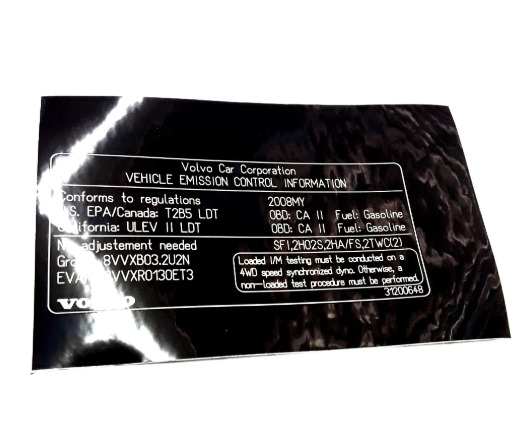 Volvo Car Corporation
VEHICLE EMISSION CONTROL INFORMATION
Conforms to regulations 2008MY
U.S. EPA/Canada: T2B5 LDT OBD: CA II Fuel: Gasoline
California: ULEV II LDT OBD: CA II Fuel: Gasoline
No adjustement needed SFI,2HO2S,2HA/FS,2TWC(2)
8VVXB03.2U2N
Loaded I/M testing must be conducted on a
4WD speed synchronized dyno. Otherwise, a
non-loaded test procedure must be performed.
31200648
VOLVO